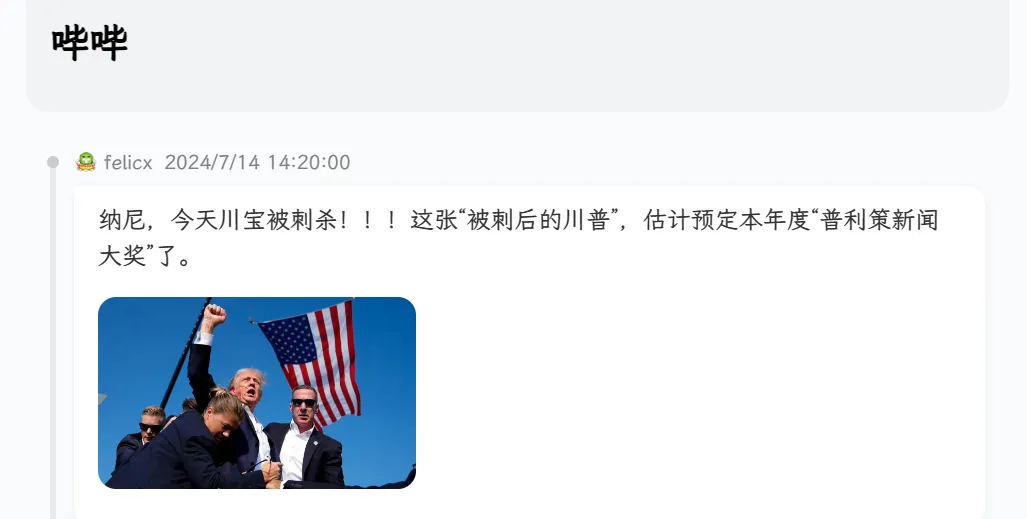 哔哔
felicx 2024/7/14 14:20:00
纳尼，今天川宝被刺杀！！！这张“被刺后的川普”，估计预定本年度“普利策新闻
大奖”了。